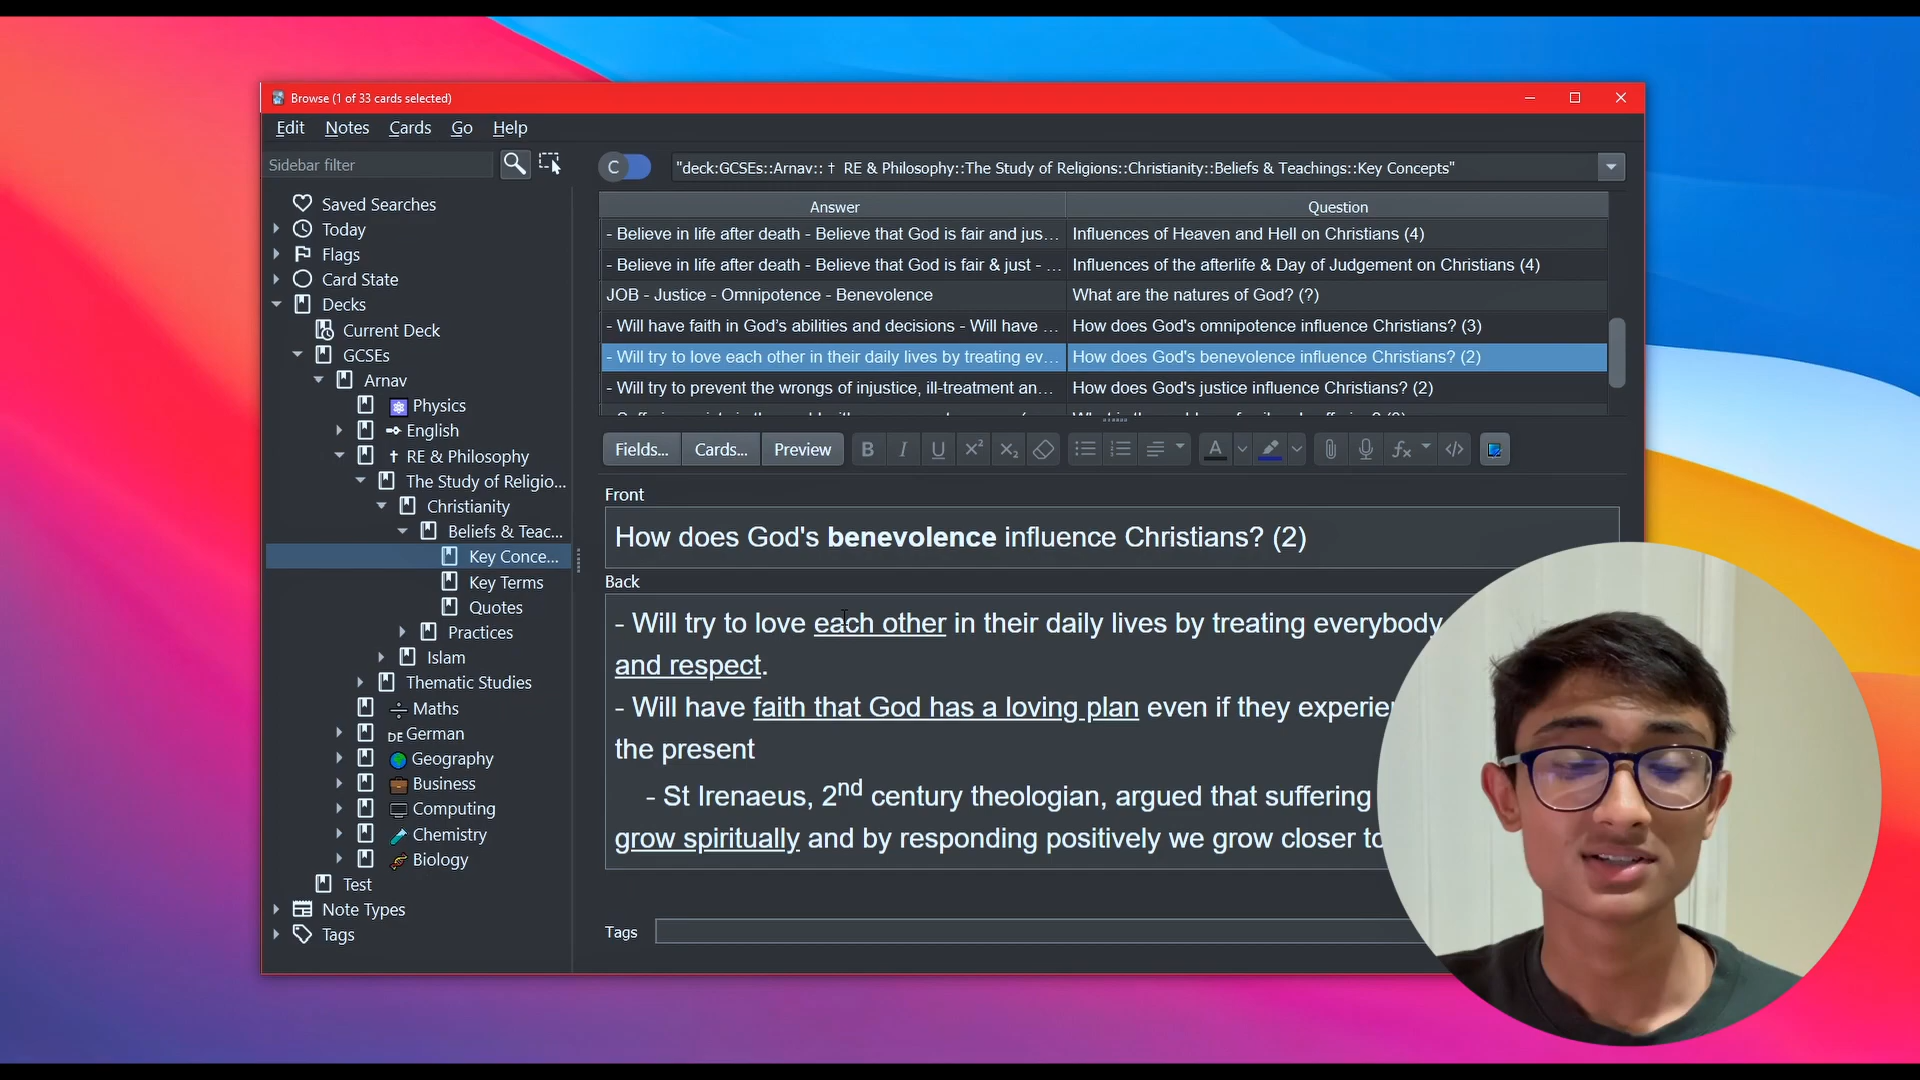 Browse (1 of 33 cards selected)
Edit Notes Cards Go Help
Sidebar filter
C "deck:GCSEs::Arnav:: † RE & Philosophy::The Study of Religions::Christianity::Beliefs & Teachings::Key Concepts"
Saved Searches
Today
Flags
Card State
Decks
Current Deck
GCSEs
Arnav
Physics
English
† RE & Philosophy
The Study of Religio...
Christianity
Beliefs & Teac...
Key Conce...
Key Terms
Quotes
Practices
Islam
Thematic Studies
Maths
DE German
Geography
Business
Computing
Chemistry
Biology
Test
Note Types
Tags
Answer Question
- Believe in life after death - Believe that God is fair and jus... Influences of Heaven and Hell on Christians (4)
- Believe in life after death - Believe that God is fair & just - ... Influences of the afterlife & Day of Judgement on Christians (4)
JOB - Justice - Omnipotence - Benevolence What are the natures of God? (?)
- Will have faith in God's abilities and decisions - Will have ... How does God's omnipotence influence Christians? (3)
- Will try to love each other in their daily lives by treating ev... How does God's benevolence influence Christians? (2)
- Will try to prevent the wrongs of injustice, ill-treatment an... How does God's justice influence Christians? (2)
Fields... Cards... Preview B I U x² x₂ A fx </>
Front
How does God's benevolence influence Christians? (2)
Back
- Will try to love each other in their daily lives by treating everybody
and respect.
- Will have faith that God has a loving plan even if they experie
the present
- St Irenaeus, 2nd century theologian, argued that suffering
grow spiritually and by responding positively we grow closer to
Tags